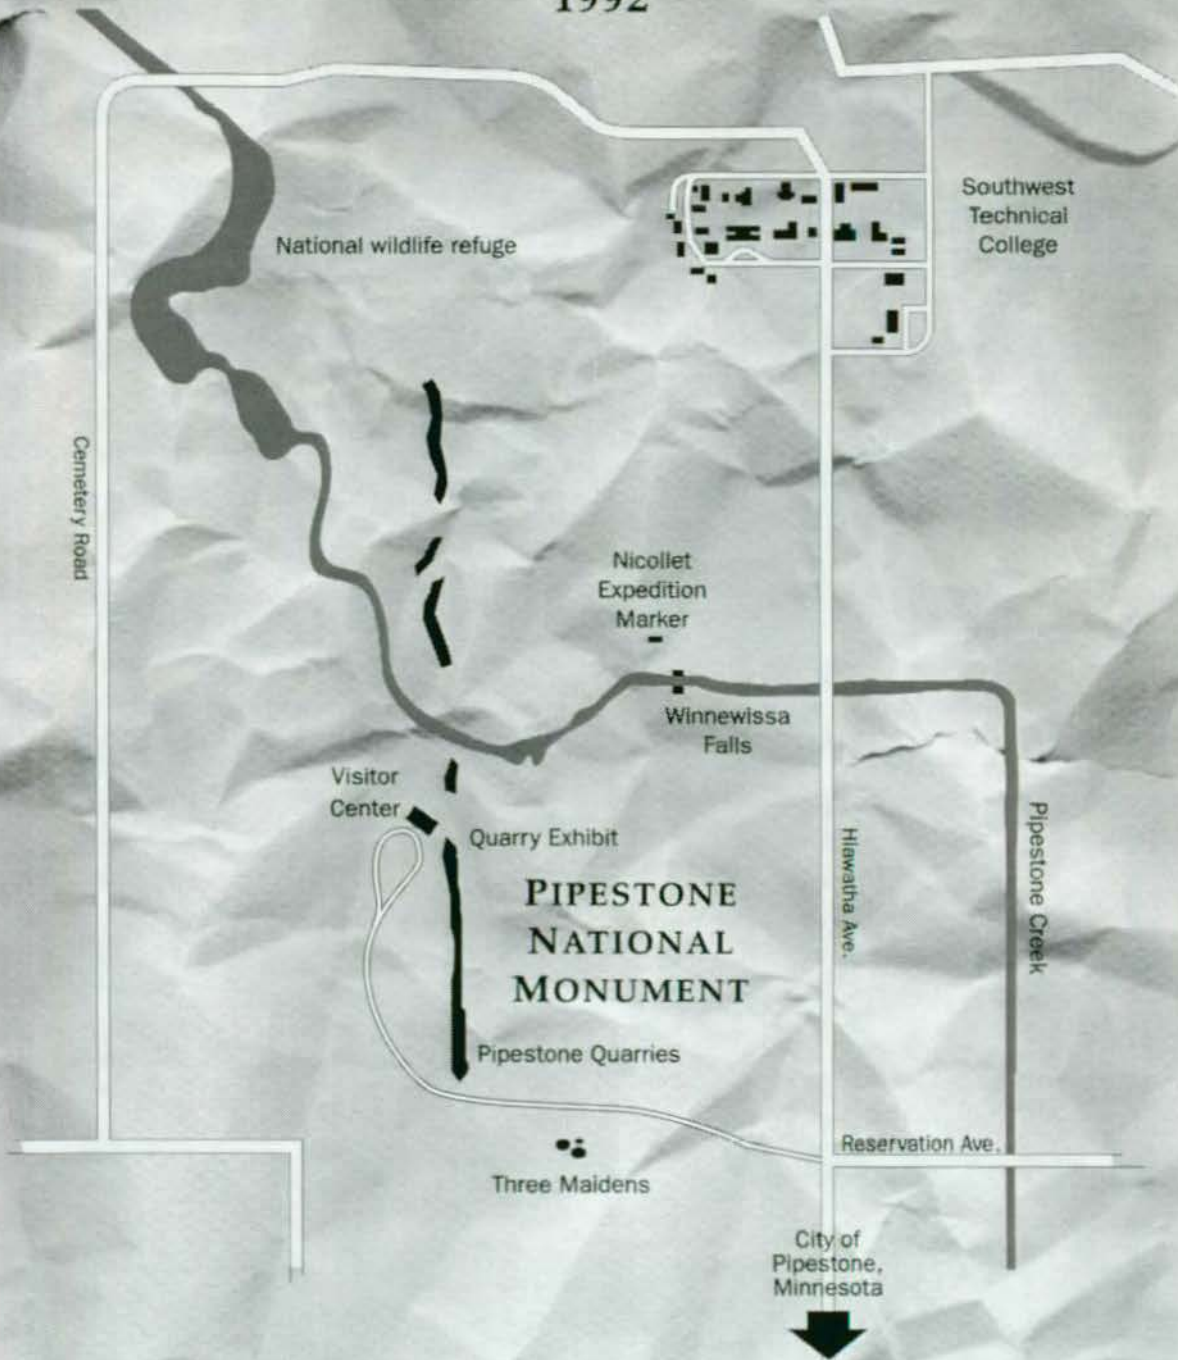 1992
Southwest
Technical
College
National wildlife refuge
Cemetery Road
Nicollet
Expedition
Marker
Winnewissa
Falls
Visitor
Center
Quarry Exhibit
Hiawatha Ave.
Pipestone Creek
PIPESTONE
NATIONAL
MONUMENT
Pipestone Quarries
Reservation Ave.
Three Maidens
City of
Pipestone,
Minnesota